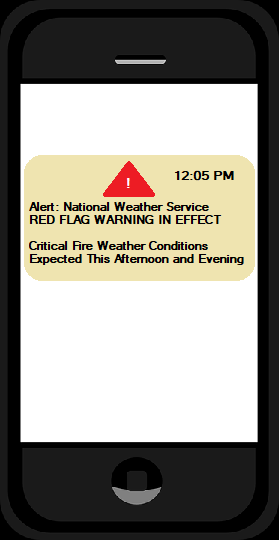 !
12:05 PM
Alert: National Weather Service
RED FLAG WARNING IN EFFECT
Critical Fire Weather Conditions
Expected This Afternoon and Evening